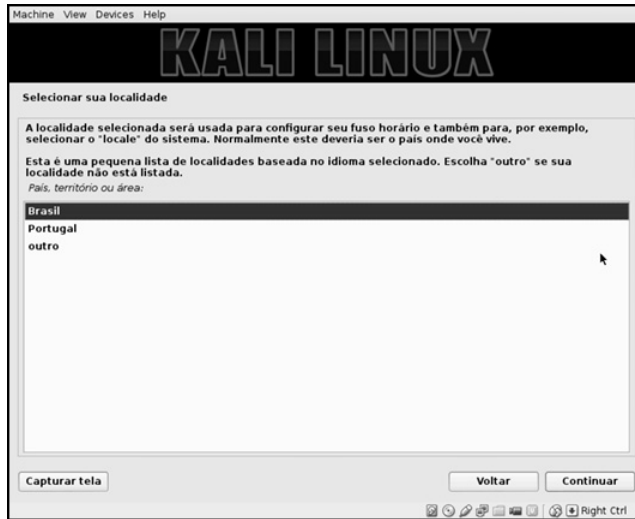 Machine View Devices Help
KALI LINUX
Selecionar sua localidade
A localidade selecionada será usada para configurar seu fuso horário e também para, por exemplo,
selecionar o "locale" do sistema. Normalmente este deveria ser o país onde você vive.
Esta é uma pequena lista de localidades baseada no idioma selecionado. Escolha "outro" se sua
localidade não está listada.
País, território ou área:
Brasil
Portugal
outro
Capturar tela
Voltar
Continuar
Right Ctrl